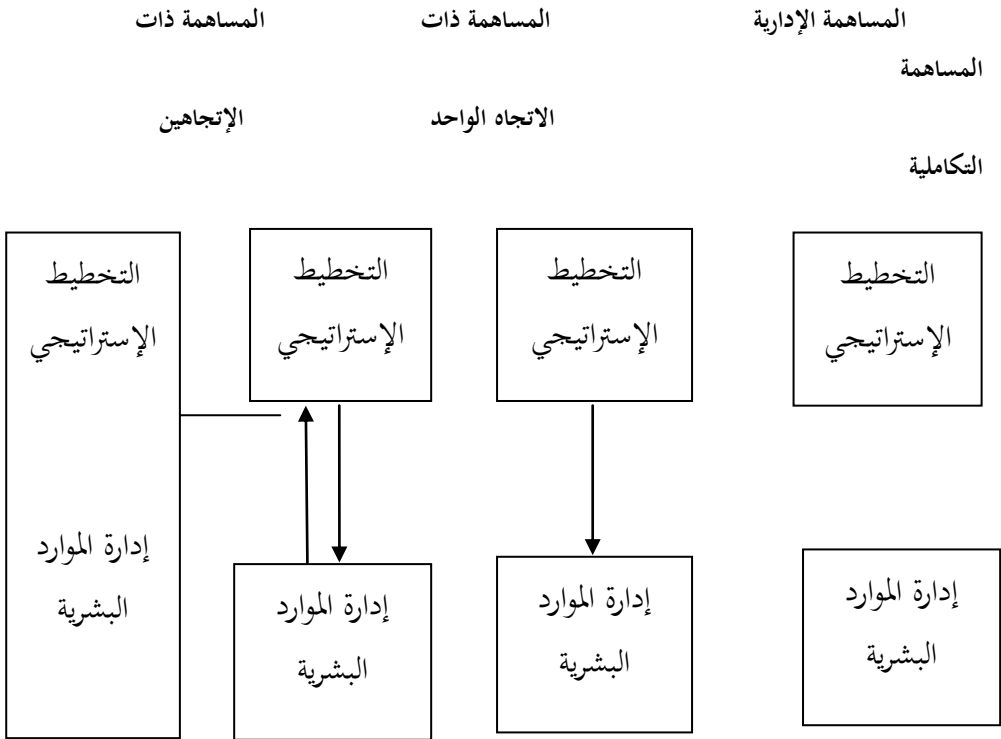 المساهمة الإدارية المساهمة ذات المساهمة ذات
المساهمة
الاتجاه الواحد الإتجاهين
التكاملية
التخطيط
الإستراتيجي
التخطيط
الإستراتيجي
التخطيط
الإستراتيجي
التخطيط
الإستراتيجي
إدارة الموارد
البشرية
إدارة الموارد
البشرية
إدارة الموارد
البشرية
إدارة الموارد
البشرية